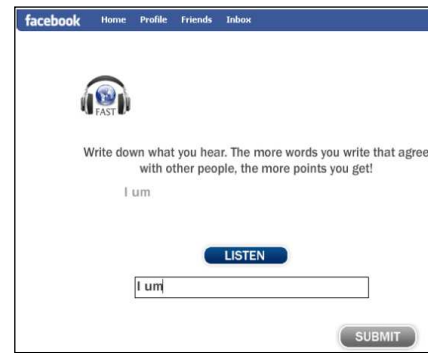 facebook Home Profile Friends Inbox
FAST
Write down what you hear. The more words you write that agree
with other people, the more points you get!
I um
LISTEN
I um
SUBMIT